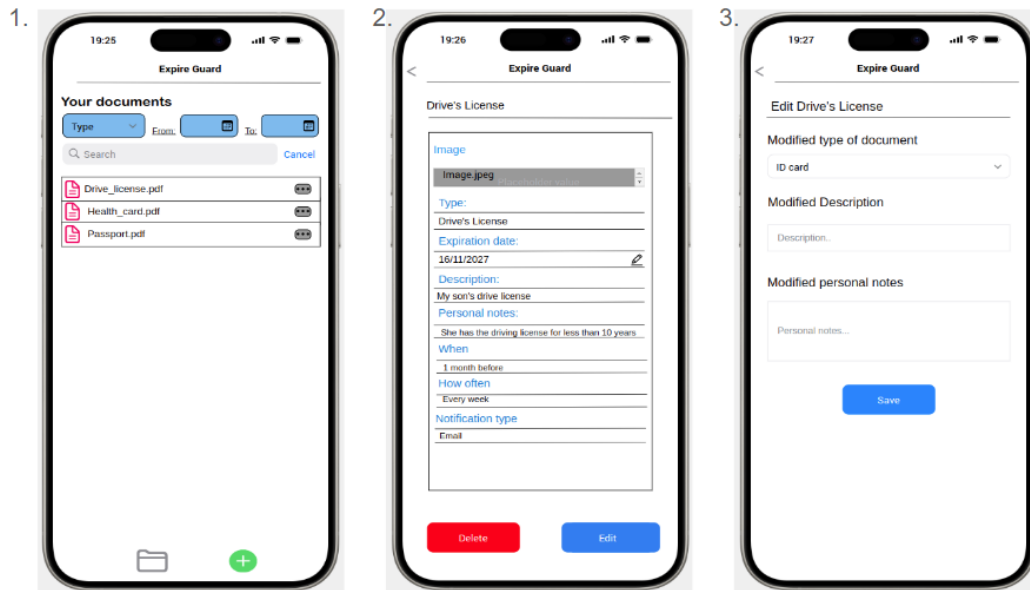 1.
19:25
Expire Guard
Your documents
Type From: To:
Search Cancel
Drive_license.pdf
Health_card.pdf
Passport.pdf
2.
19:26
<
Expire Guard
Drive's License
Image
Image.jpeg
Type:
Drive's License
Expiration date:
16/11/2027
Description:
My son's drive license
Personal notes:
She has the driving license for less than 10 years
When
1 month before
How often
Every week
Notification type
Email
Delete Edit
3.
19:27
<
Expire Guard
Edit Drive's License
Modified type of document
ID card
Modified Description
Description..
Modified personal notes
Personal notes...
Save